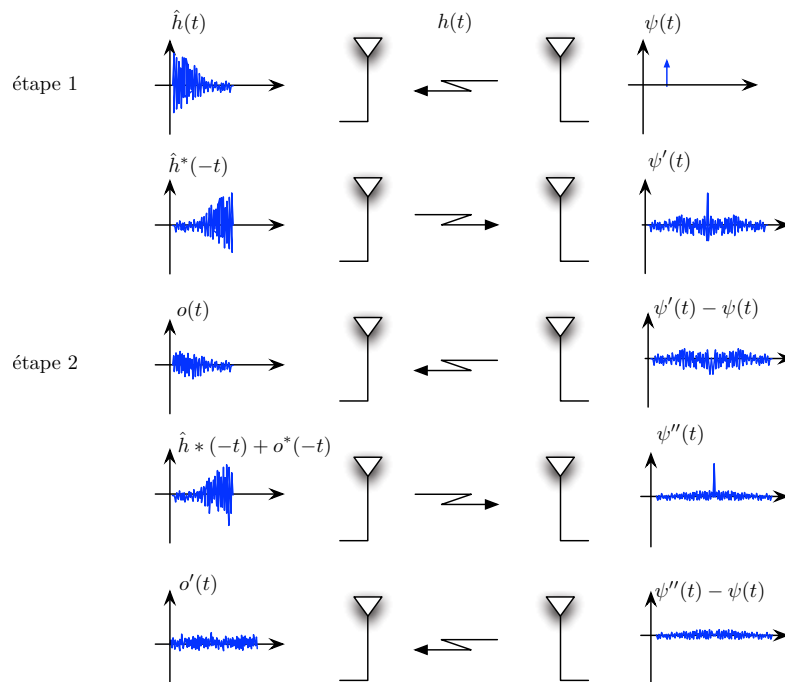 ĥ(t) h(t) ψ(t)
étape 1
ĥ*(−t) ψ′(t)
o(t) ψ′(t) − ψ(t)
étape 2
ĥ ∗ (−t) + o*(−t) ψ′′(t)
o′(t) ψ′′(t) − ψ(t)